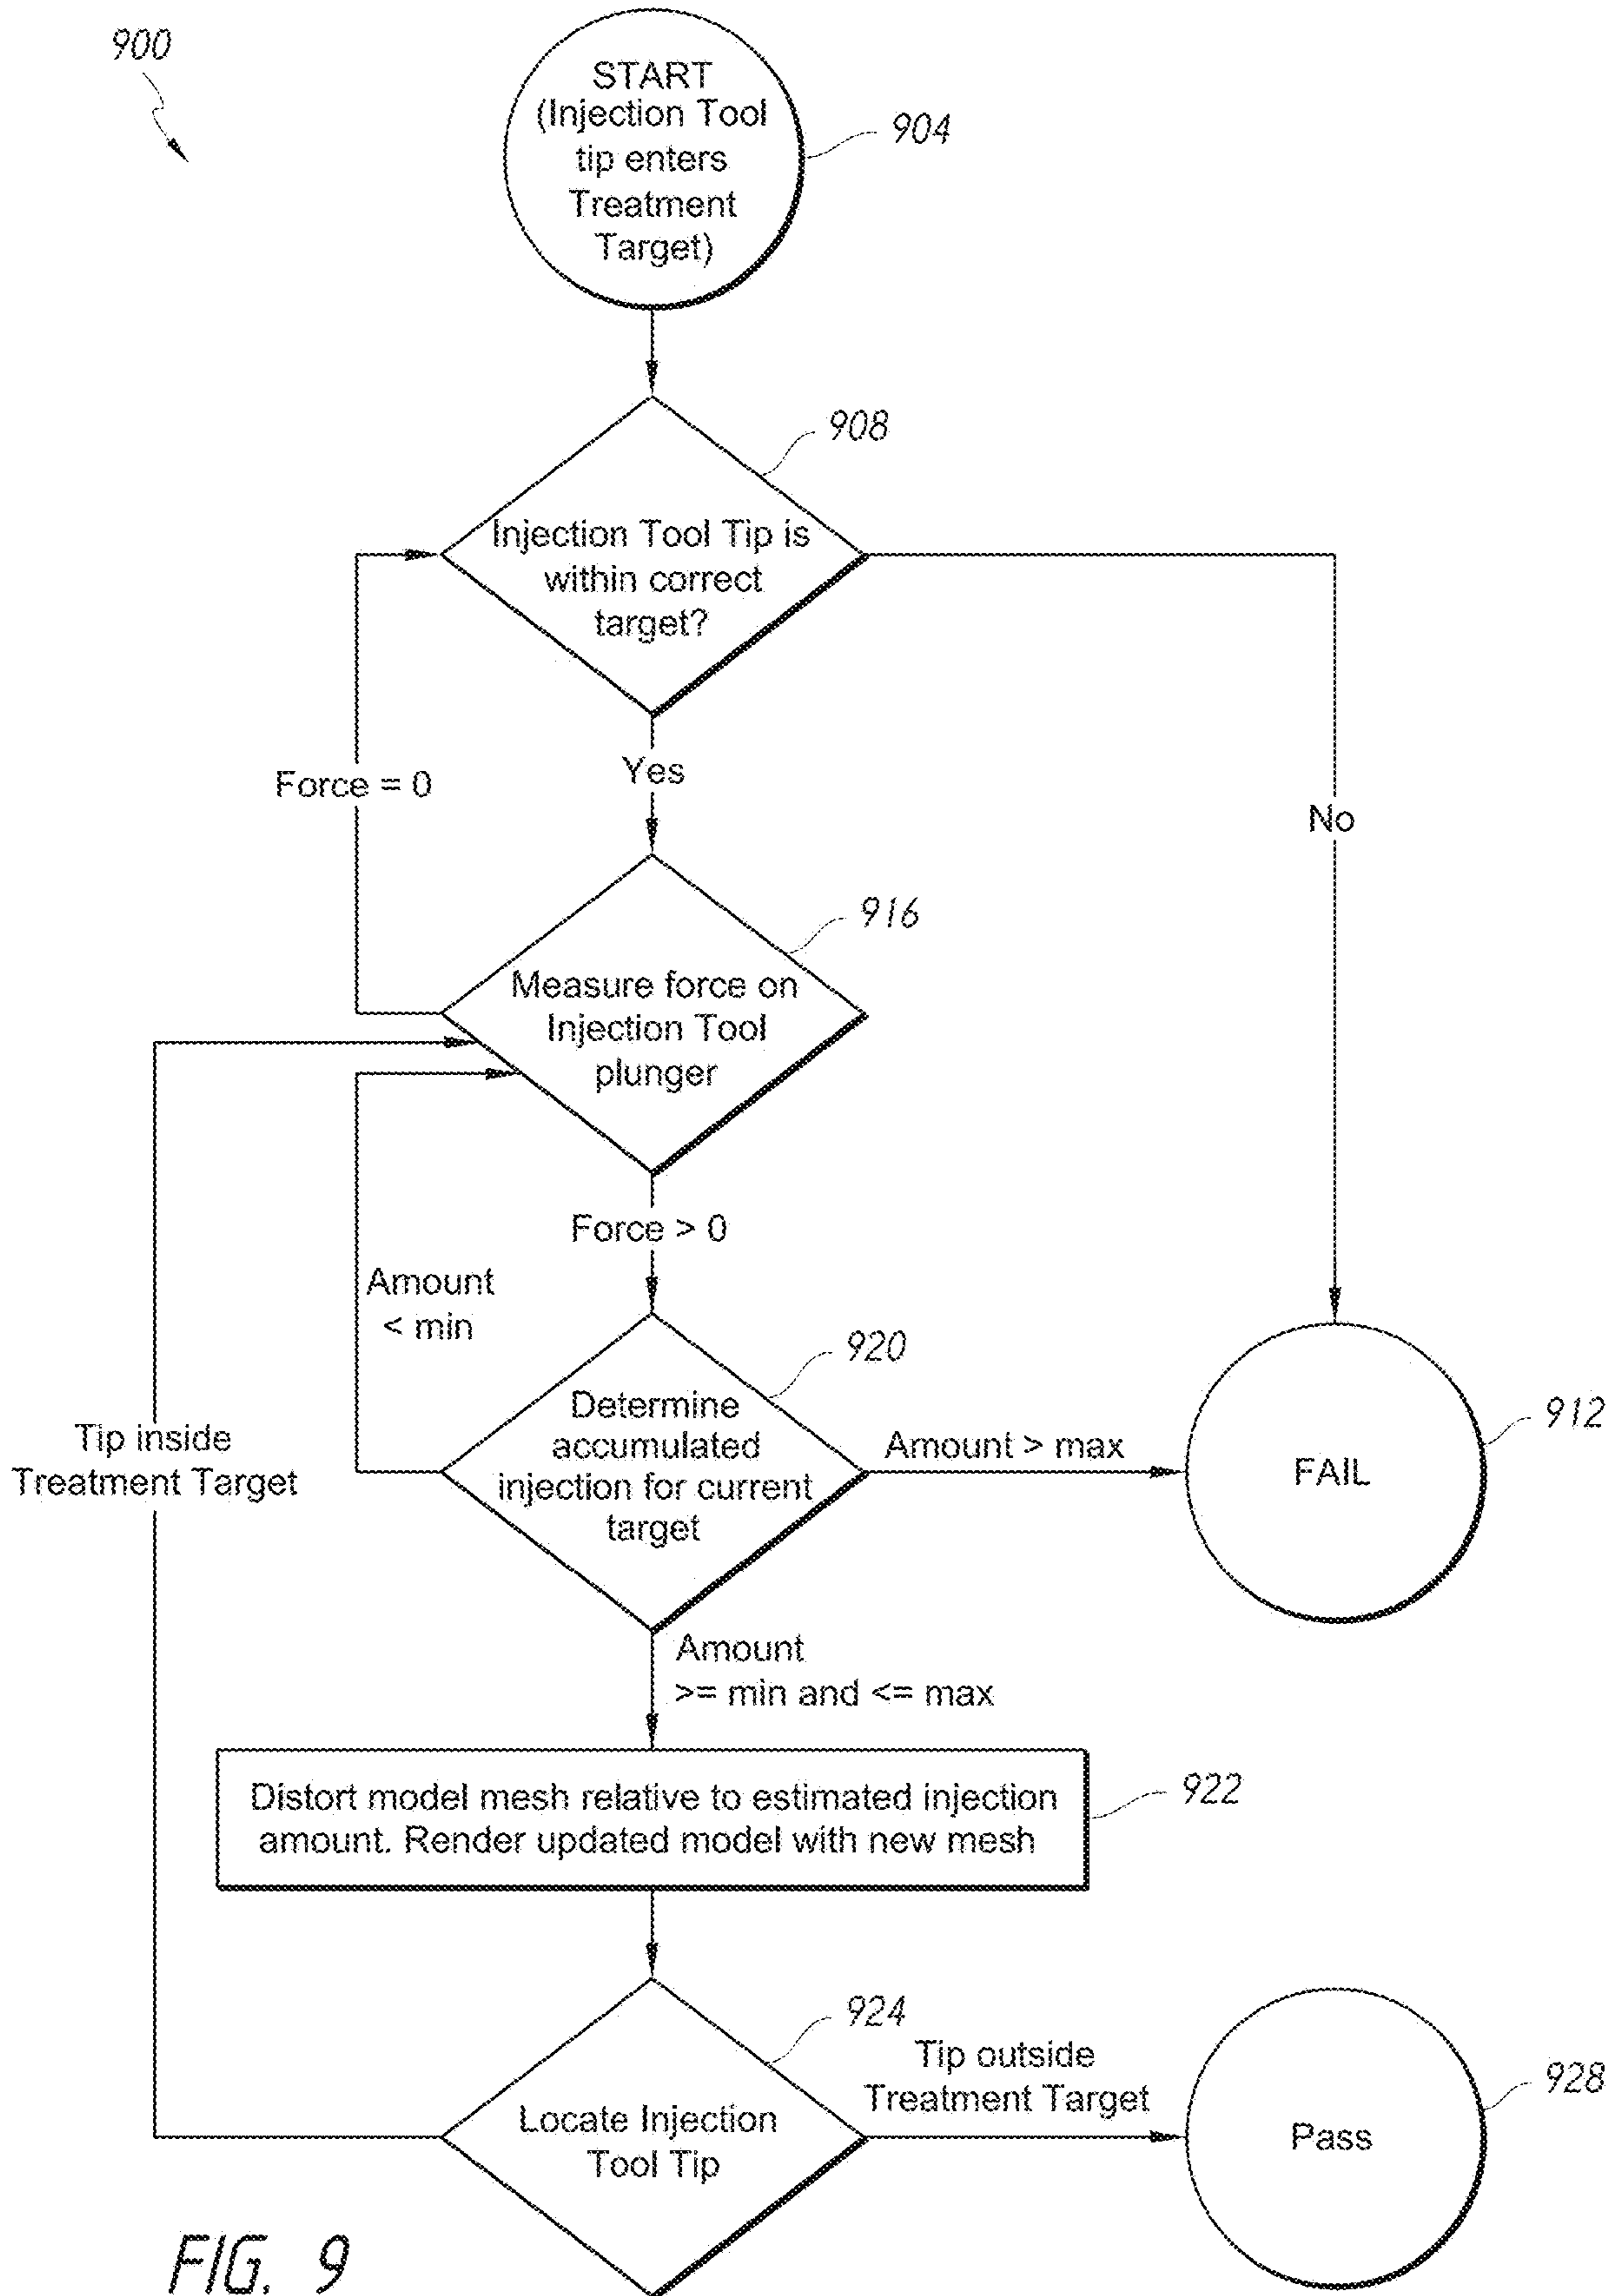 900
START
(Injection Tool
tip enters
Treatment
Target)
904
908
Injection Tool Tip is
within correct
target?
Force = 0
Yes
No
916
Measure force on
Injection Tool
plunger
Force > 0
Amount
< min
920
Determine
accumulated
injection for current
target
Amount > max
912
FAIL
Tip inside
Treatment Target
Amount
>= min and <= max
Distort model mesh relative to estimated injection
amount. Render updated model with new mesh
922
924
Locate Injection
Tool Tip
Tip outside
Treatment Target
928
Pass
FIG. 9